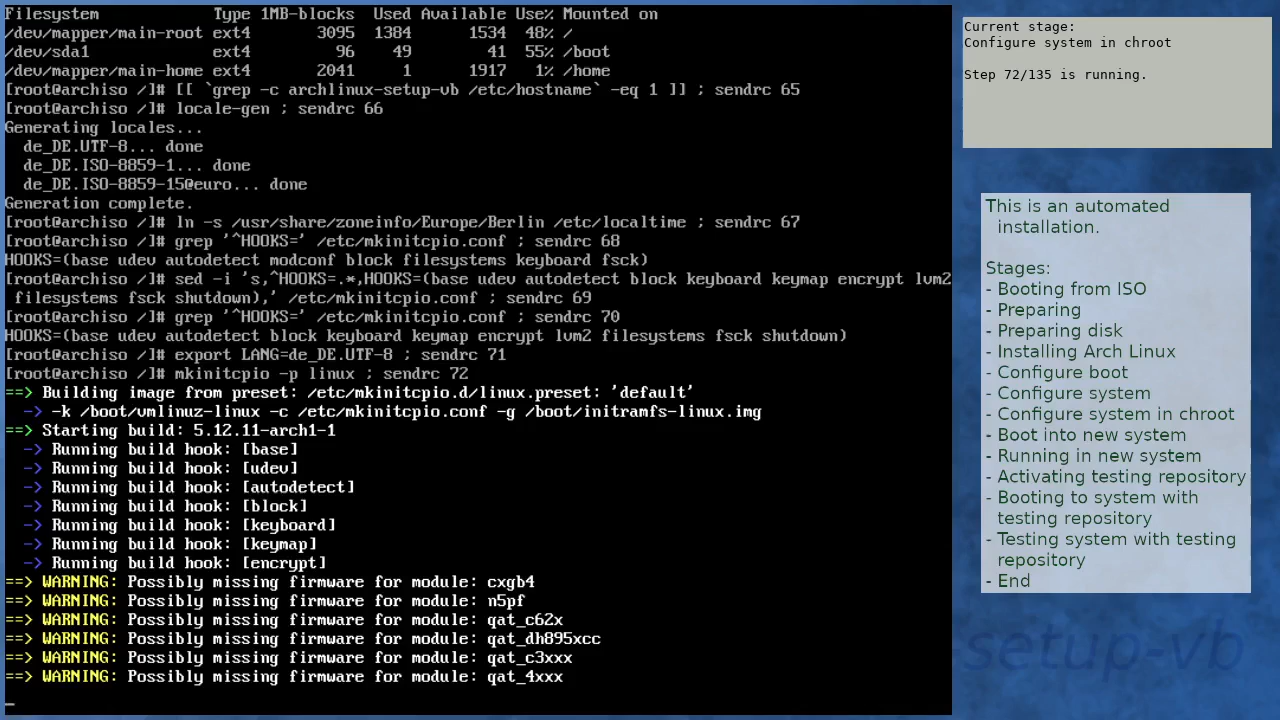 Filesystem Type 1MB-blocks Used Available Use% Mounted on
/dev/mapper/main-root ext4 3095 1384 1534 48% /
/dev/sda1 ext4 96 49 41 55% /boot
/dev/mapper/main-home ext4 2041 1 1917 1% /home
[root@archiso /]# [[ `grep -c archlinux-setup-vb /etc/hostname` -eq 1 ]] ; sendrc 65
[root@archiso /]# locale-gen ; sendrc 66
Generating locales...
de_DE.UTF-8... done
de_DE.ISO-8859-1... done
de_DE.ISO-8859-15@euro... done
Generation complete.
[root@archiso /]# ln -s /usr/share/zoneinfo/Europe/Berlin /etc/localtime ; sendrc 67
[root@archiso /]# grep '^HOOKS=' /etc/mkinitcpio.conf ; sendrc 68
HOOKS=(base udev autodetect modconf block filesystems keyboard fsck)
[root@archiso /]# sed -i 's,^HOOKS=.*,HOOKS=(base udev autodetect block keyboard keymap encrypt lvm2
filesystems fsck shutdown),' /etc/mkinitcpio.conf ; sendrc 69
[root@archiso /]# grep '^HOOKS=' /etc/mkinitcpio.conf ; sendrc 70
HOOKS=(base udev autodetect block keyboard keymap encrypt lvm2 filesystems fsck shutdown)
[root@archiso /]# export LANG=de_DE.UTF-8 ; sendrc 71
[root@archiso /]# mkinitcpio -p linux ; sendrc 72
==> Building image from preset: /etc/mkinitcpio.d/linux.preset: 'default'
-> -k /boot/vmlinuz-linux -c /etc/mkinitcpio.conf -g /boot/initramfs-linux.img
==> Starting build: 5.12.11-arch1-1
-> Running build hook: [base]
-> Running build hook: [udev]
-> Running build hook: [autodetect]
-> Running build hook: [block]
-> Running build hook: [keyboard]
-> Running build hook: [keymap]
-> Running build hook: [encrypt]
==> WARNING: Possibly missing firmware for module: cxgb4
==> WARNING: Possibly missing firmware for module: n5pf
==> WARNING: Possibly missing firmware for module: qat_c62x
==> WARNING: Possibly missing firmware for module: qat_dh895xcc
==> WARNING: Possibly missing firmware for module: qat_c3xxx
==> WARNING: Possibly missing firmware for module: qat_4xxx
Current stage:
Configure system in chroot
Step 72/135 is running.
This is an automated
installation.
Stages:
- Booting from ISO
- Preparing
- Preparing disk
- Installing Arch Linux
- Configure boot
- Configure system
- Configure system in chroot
- Boot into new system
- Running in new system
- Activating testing repository
- Booting to system with
testing repository
- Testing system with testing
repository
- End
-setup-vb